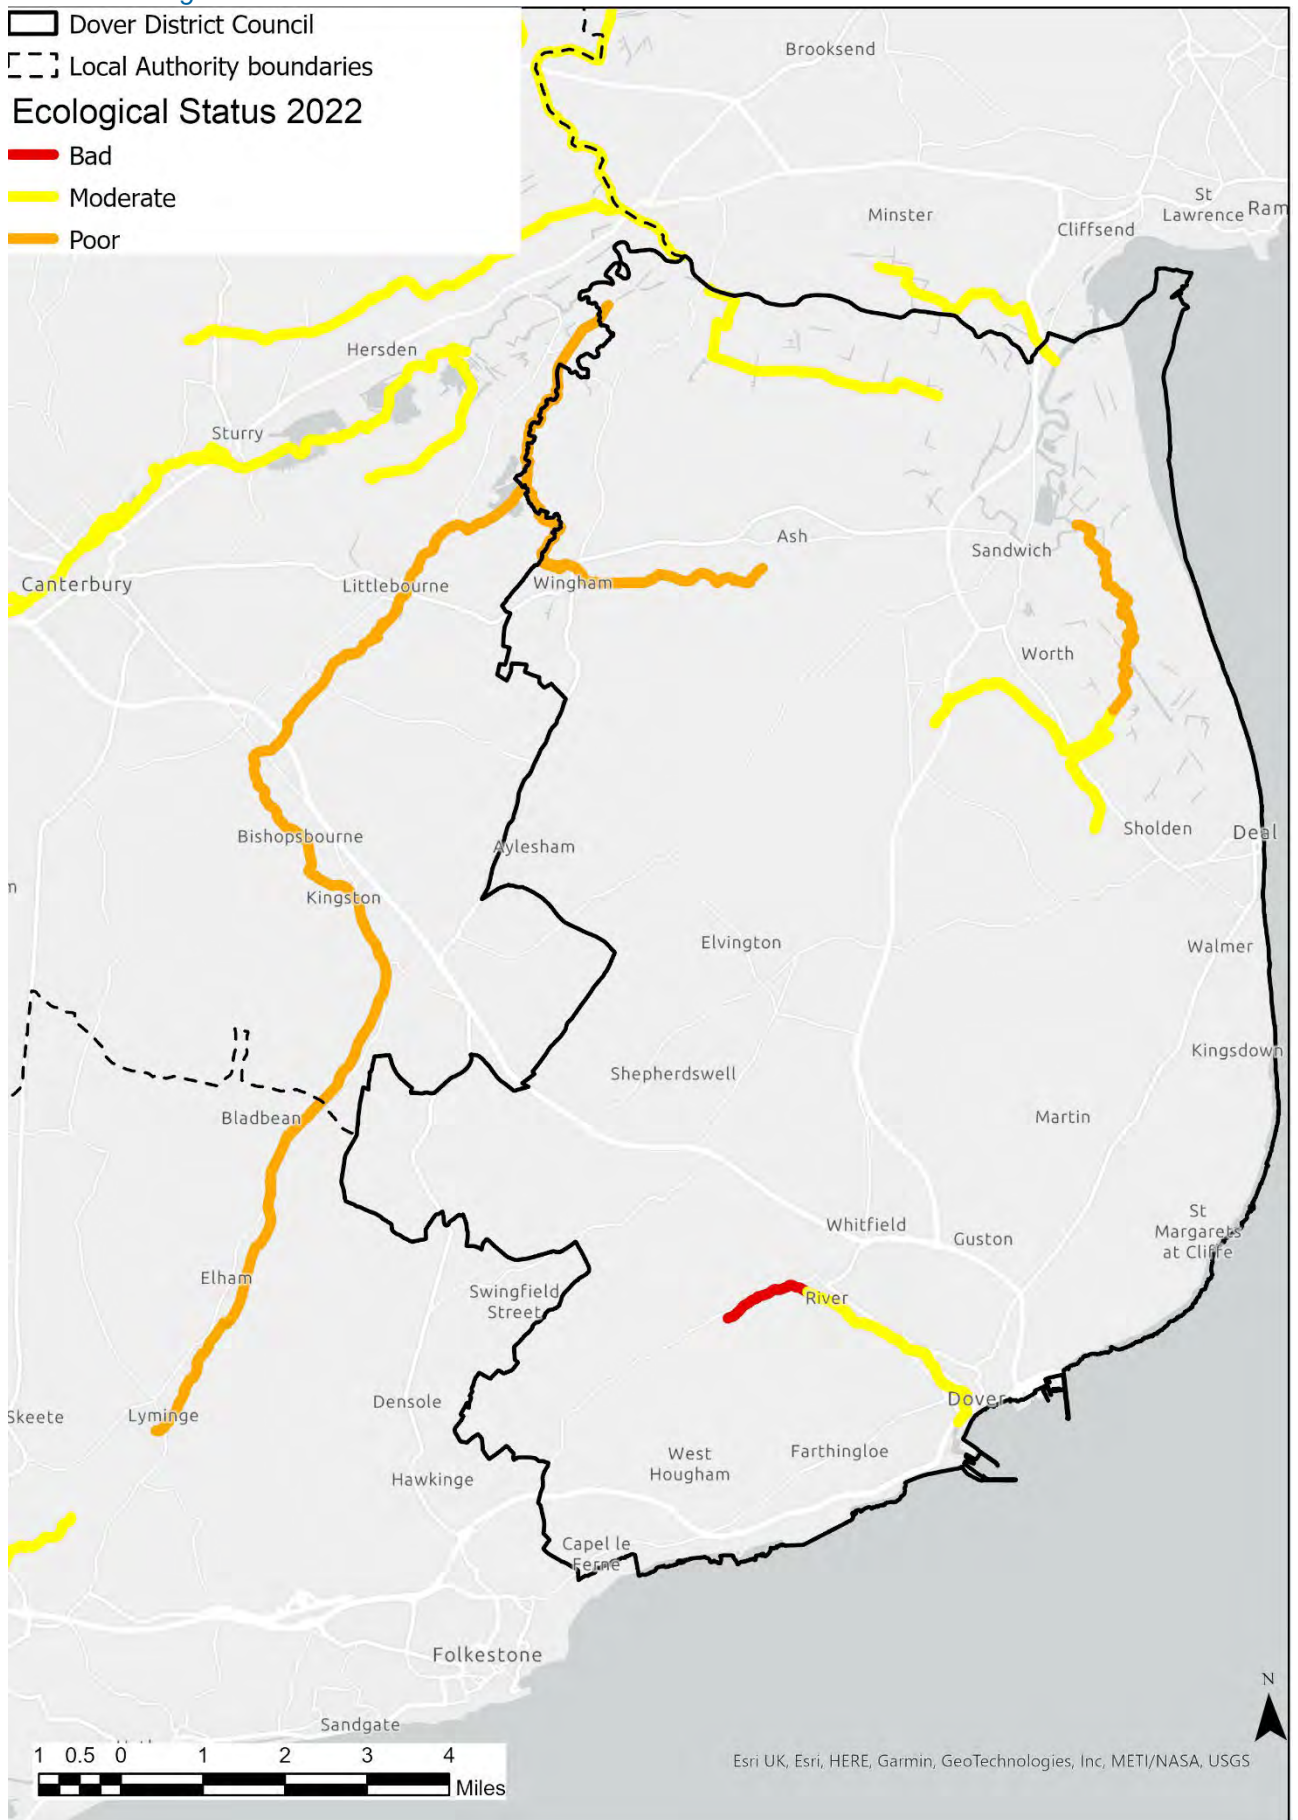 Dover District Council
Local Authority boundaries
Ecological Status 2022
Bad
Moderate
Poor
Brooksend
Minster
St
Lawrence
Ram
Cliffsend
Hersden
Sturry
Canterbury
Littlebourne
Wingham
Ash
Sandwich
Worth
Bishopsbourne
Kingston
Aylesham
Sholden
Deal
Elvington
Walmer
Shepherdswell
Kingsdown
Bladbean
Martin
Whitfield
Guston
St
Margarets
at Cliffe
Elham
Swingfield
Street
River
Lyminge
Skeete
Densole
Dover
West
Hougham
Farthingloe
Hawkinge
Capel le
Ferne
Folkestone
Sandgate
1 0.5 0 1 2 3 4
Miles
N
Esri UK, Esri, HERE, Garmin, GeoTechnologies, Inc, METI/NASA, USGS